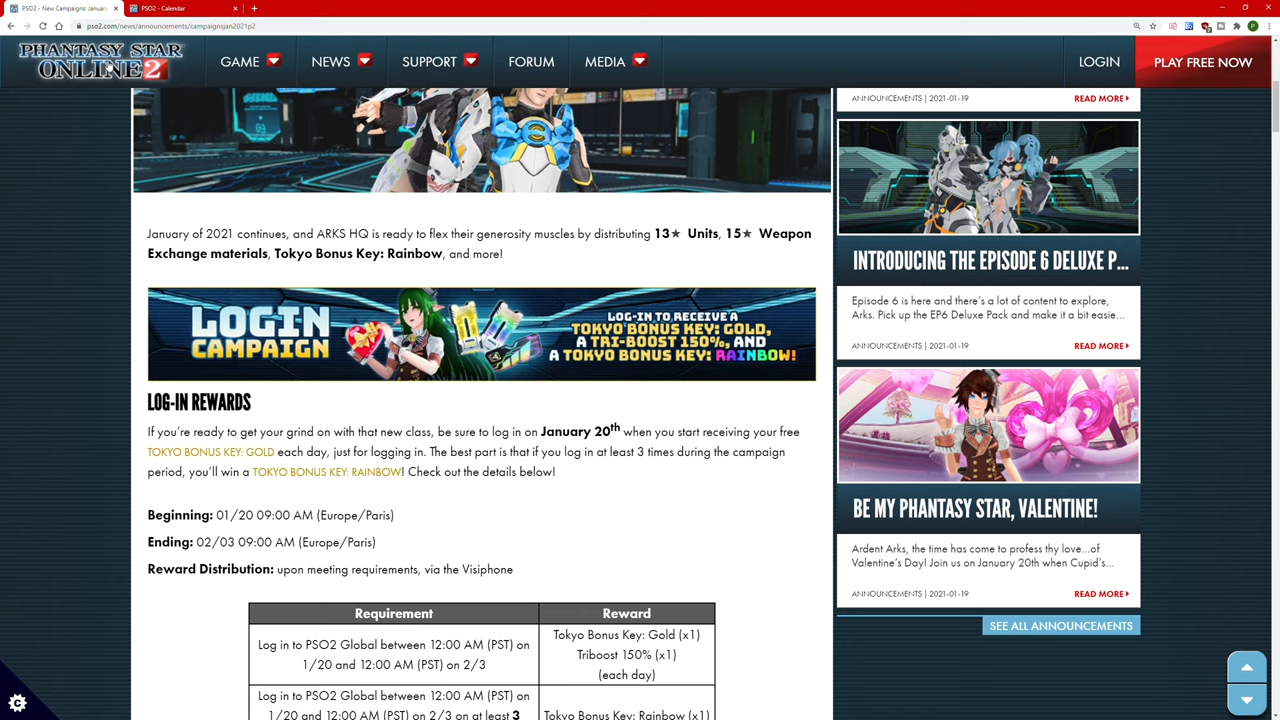 PSO2 - New Campaigns: Januar
PSO2 - Calendar
pso2.com/news/announcements/campaignsjan2021p2
PHANTASY STAR
ONLINE 2
GAME
NEWS
SUPPORT
FORUM
MEDIA
LOGIN
PLAY FREE NOW
January of 2021 continues, and ARKS HQ is ready to flex their generosity muscles by distributing 13★ Units, 15★ Weapon
Exchange materials, Tokyo Bonus Key: Rainbow, and more!
LOGIN
CAMPAIGN
LOG-IN TO RECEIVE A
TOKYO BONUS KEY: GOLD,
A TRI-BOOST 150%, AND
A TOKYO BONUS KEY: RAINBOW!
LOG-IN REWARDS
If you're ready to get your grind on with that new class, be sure to log in on January 20th when you start receiving your free
TOKYO BONUS KEY: GOLD each day, just for logging in. The best part is that if you log in at least 3 times during the campaign
period, you'll win a TOKYO BONUS KEY: RAINBOW! Check out the details below!
Beginning: 01/20 09:00 AM (Europe/Paris)
Ending: 02/03 09:00 AM (Europe/Paris)
Reward Distribution: upon meeting requirements, via the Visiphone
Requirement
Reward
Log in to PSO2 Global between 12:00 AM (PST) on
1/20 and 12:00 AM (PST) on 2/3
Tokyo Bonus Key: Gold (x1)
Triboost 150% (x1)
(each day)
Log in to PSO2 Global between 12:00 AM (PST) on
1/20 and 12:00 AM (PST) on 2/3 on at least 3
Tokyo Bonus Key: Rainbow (x1)
ANNOUNCEMENTS | 2021-01-19
READ MORE
INTRODUCING THE EPISODE 6 DELUXE P...
Episode 6 is here and there's a lot of content to explore,
Arks. Pick up the EP6 Deluxe Pack and make it a bit easie...
ANNOUNCEMENTS | 2021-01-19
READ MORE
BE MY PHANTASY STAR, VALENTINE!
Ardent Arks, the time has come to profess thy love...of
Valentine's Day! Join us on January 20th when Cupid's...
ANNOUNCEMENTS | 2021-01-19
READ MORE
SEE ALL ANNOUNCEMENTS